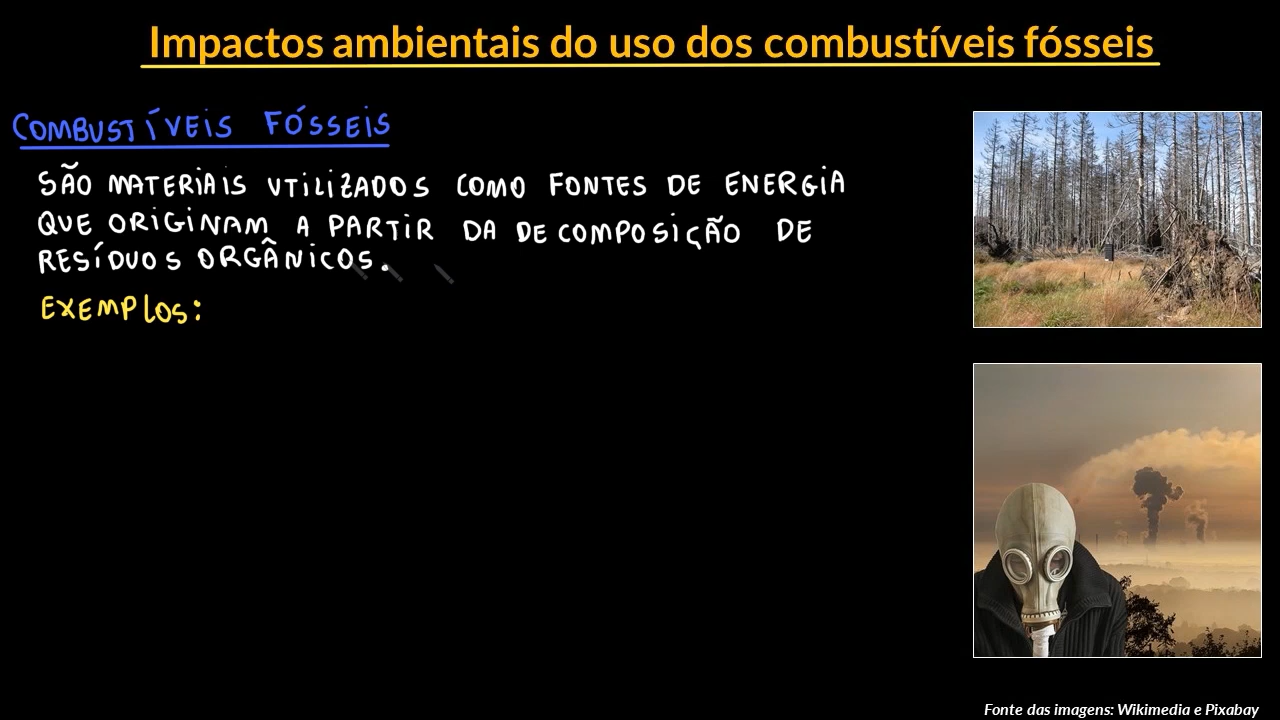 Impactos ambientais do uso dos combustíveis fósseis
COMBUSTÍVEIS FÓSSEIS
SÃO MATERIAIS UTILIZADOS COMO FONTES DE ENERGIA
QUE ORIGINAM A PARTIR DA DECOMPOSIÇÃO DE
RESÍDUOS ORGÂNICOS.
EXEMPLOS:
Fonte das imagens: Wikimedia e Pixabay